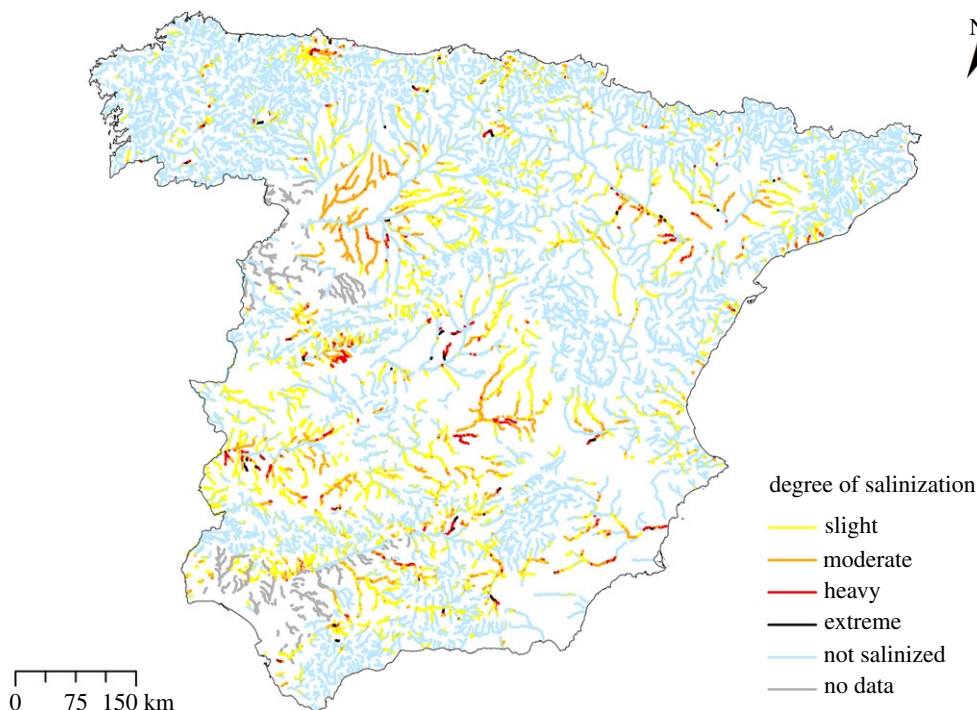 N
degree of salinization
slight
moderate
heavy
extreme
not salinized
no data
0 75 150 km